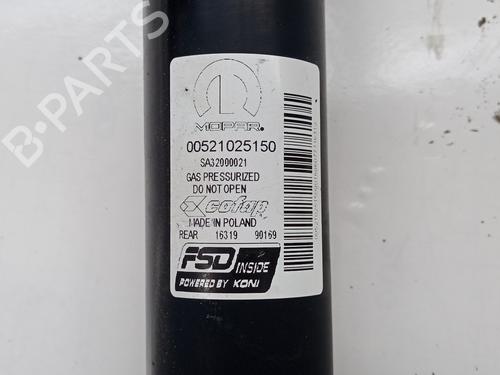 MOPAR.
00521025150
SA32000021
GAS PRESSURIZED
DO NOT OPEN
cofap
MADE IN POLAND
REAR 16319 90169
FSD INSIDE
POWERED BY KONI
B-PARTS